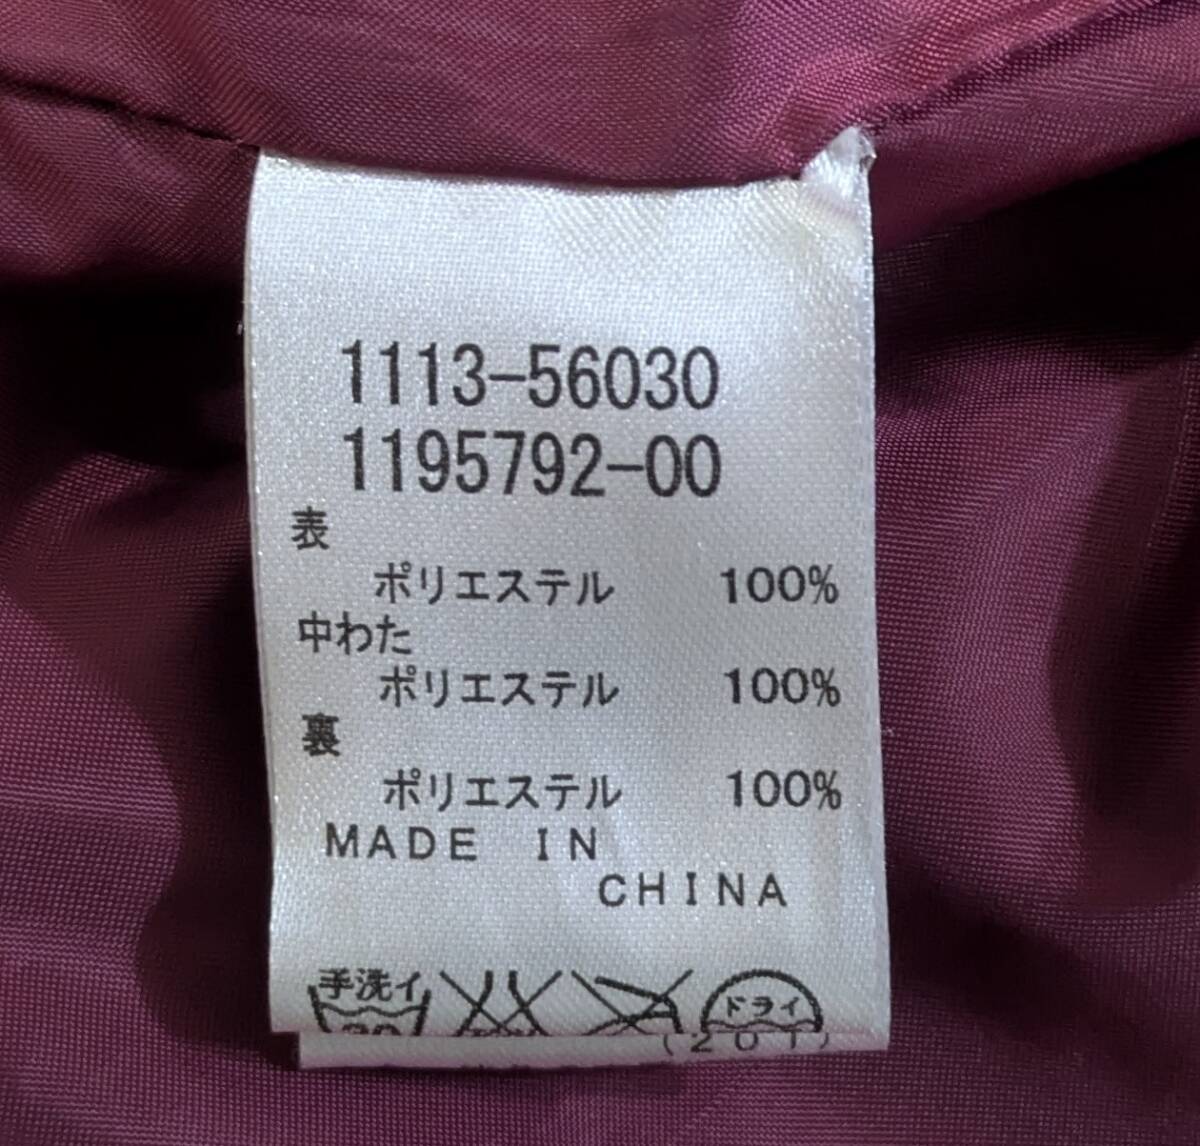 1113-56030
1195792-00
表
ポリエステル 100%
中わた
ポリエステル 100%
裏
ポリエステル 100%
MADE IN
CHINA
手洗イ
30
ドライ
(201)